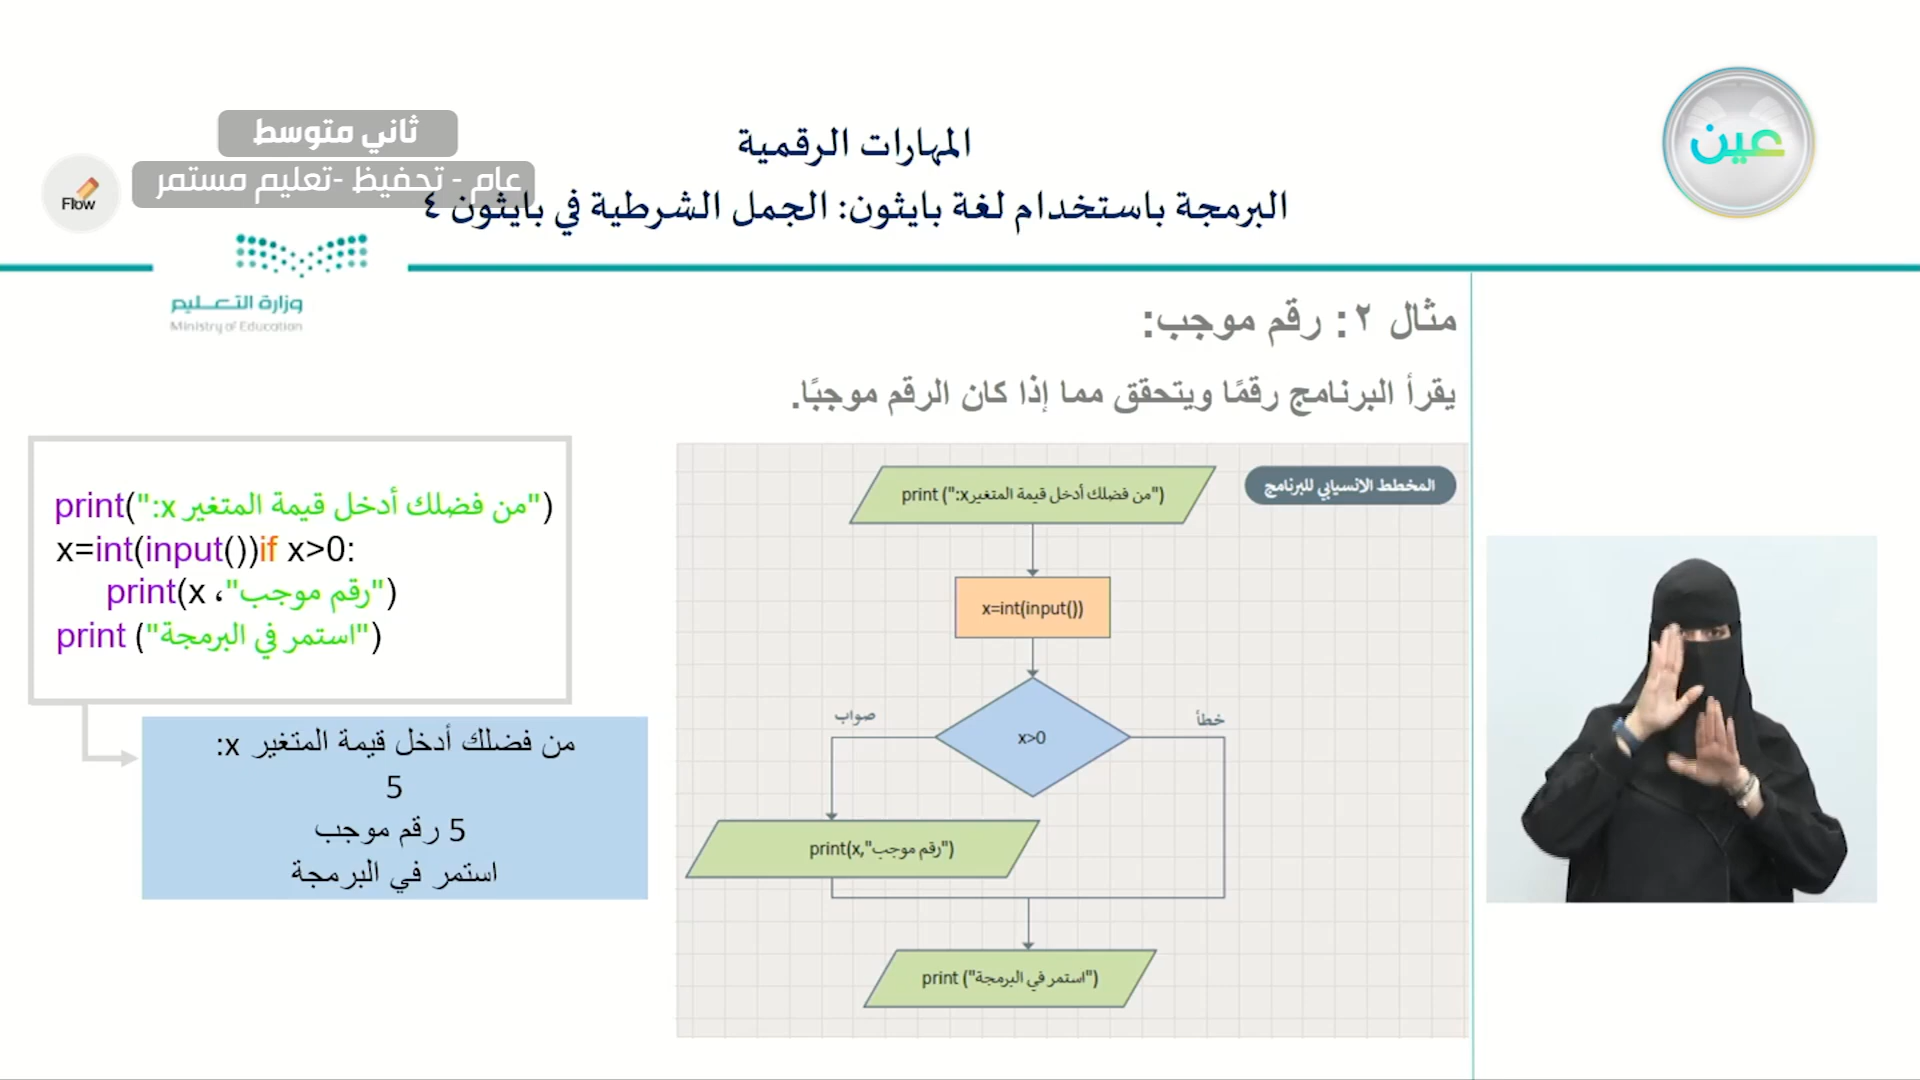 ثاني متوسط
عام - تحفيظ -تعليم مستمر
Flow
المهارات الرقمية
البرمجة باستخدام لغة بايثون: الجمل الشرطية في بايثون ٤
عين
وزارة التعليم
Ministry of Education
مثال ٢: رقم موجب:
يقرأ البرنامج رقمًا ويتحقق مما إذا كان الرقم موجبًا.
print("من فضلك أدخل قيمة المتغير x:")
x=int(input())if x>0:
print(x ،"رقم موجب")
print ("استمر في البرمجة")
من فضلك أدخل قيمة المتغير x:
5
5 رقم موجب
استمر في البرمجة
المخطط الانسيابي للبرنامج
print ("من فضلك أدخل قيمة المتغيرx:")
x=int(input())
x>0
صواب
خطأ
print(x,"رقم موجب")
print ("استمر في البرمجة")